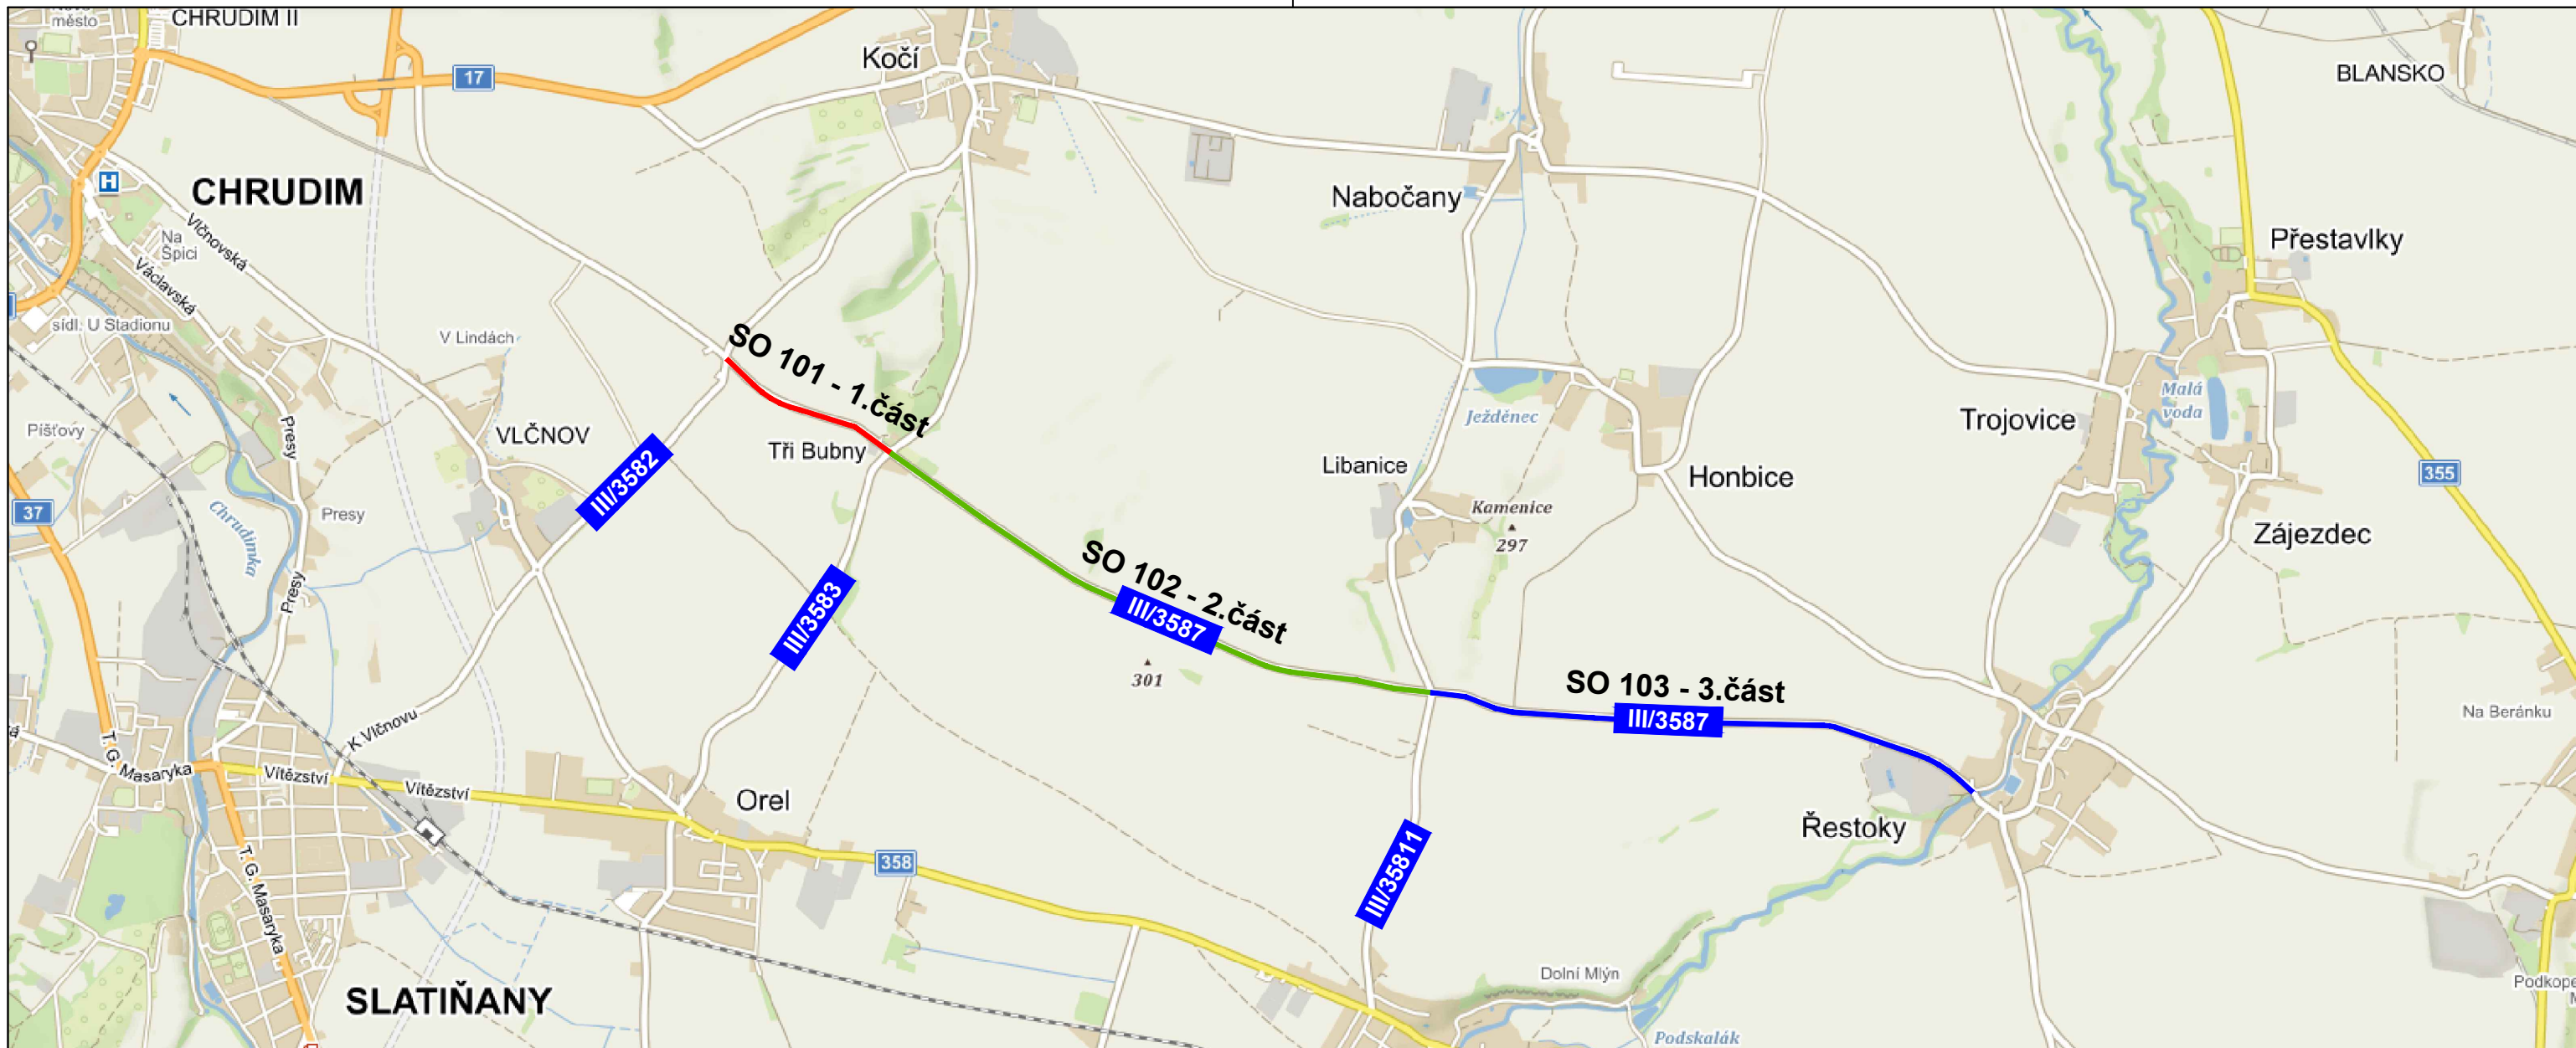 město
CHRUDIM II
Kočí
17
BLANSKO
CHRUDIM
H
Nabočany
Na
Špici
Vlčnovská
Václavská
Přestavlky
sídl. U Stadionu
V Lindách
SO 101 - 1.část
Malá
voda
Ježděnec
Trojovice
Píšťovy
Presy
VLČNOV
Tři Bubny
III/3582
Libanice
Honbice
355
37
Presy
Kamenice
297
Chrudimka
Zájezdec
Presy
III/3583
SO 102 - 2.část
III/3587
301
SO 103 - 3.část
III/3587
Na Beránku
K Vlčnovu
T. G. Masaryka
Vítězství
Vítězství
Orel
358
III/35811
Řestoky
T. G. Masaryka
SLATIŇANY
Dolní Mlýn
Podskalák